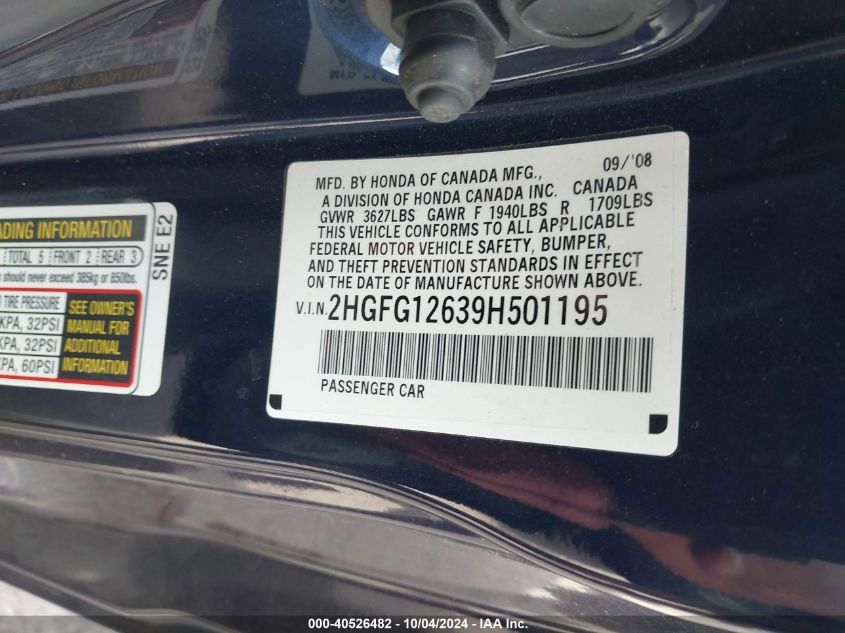 09/'08
MFD. BY HONDA OF CANADA MFG.,
A DIVISION OF HONDA CANADA INC. CANADA
GVWR 3627LBS GAWR F 1940LBS R 1709LBS
THIS VEHICLE CONFORMS TO ALL APPLICABLE
FEDERAL MOTOR VEHICLE SAFETY, BUMPER,
AND THEFT PREVENTION STANDARDS IN EFFECT
ON THE DATE OF MANUFACTURE SHOWN ABOVE.
V.I.N. 2HGFG12639H501195
PASSENGER CAR
ADING INFORMATION
TOTAL 5 FRONT 2 REAR 3
should never exceed 385kg or 850lbs.
TIRE PRESSURE
KPA, 32PSI
KPA, 32PSI
KPA, 60PSI
SEE OWNER'S
MANUAL FOR
ADDITIONAL
INFORMATION
SNE E2
000-40526482 - 10/04/2024 - IAA Inc.